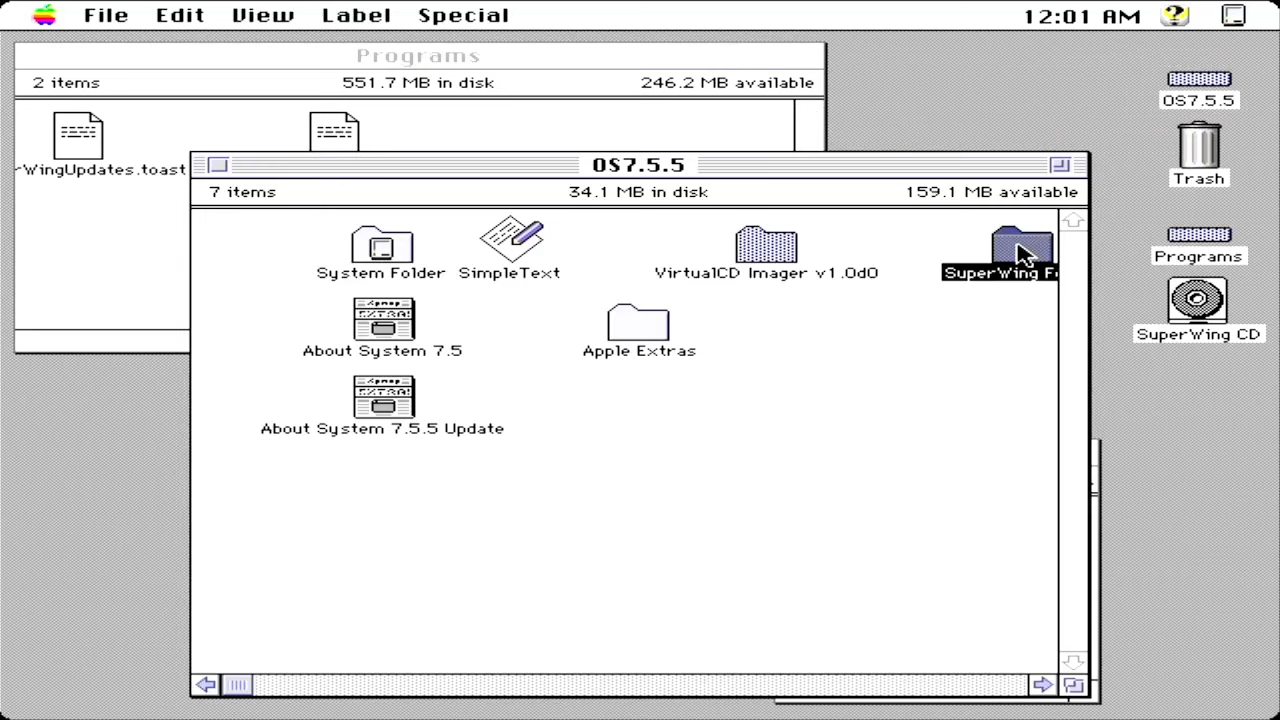 File Edit View Label Special 12:01 AM
Programs
2 items 551.7 MB in disk 246.2 MB available
WingUpdates.toast
OS7.5.5
7 items 34.1 MB in disk 159.1 MB available
System Folder SimpleText VirtualCD Imager v1.0d0 SuperWing
About System 7.5 Apple Extras
About System 7.5.5 Update
OS7.5.5
Trash
Programs
SuperWing CD